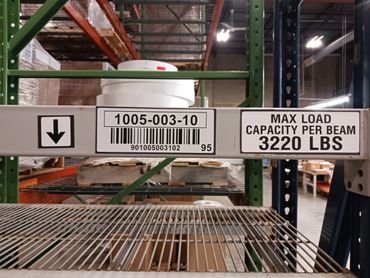 1005-003-10
901005003102 95
MAX LOAD
CAPACITY PER BEAM
3220 LBS